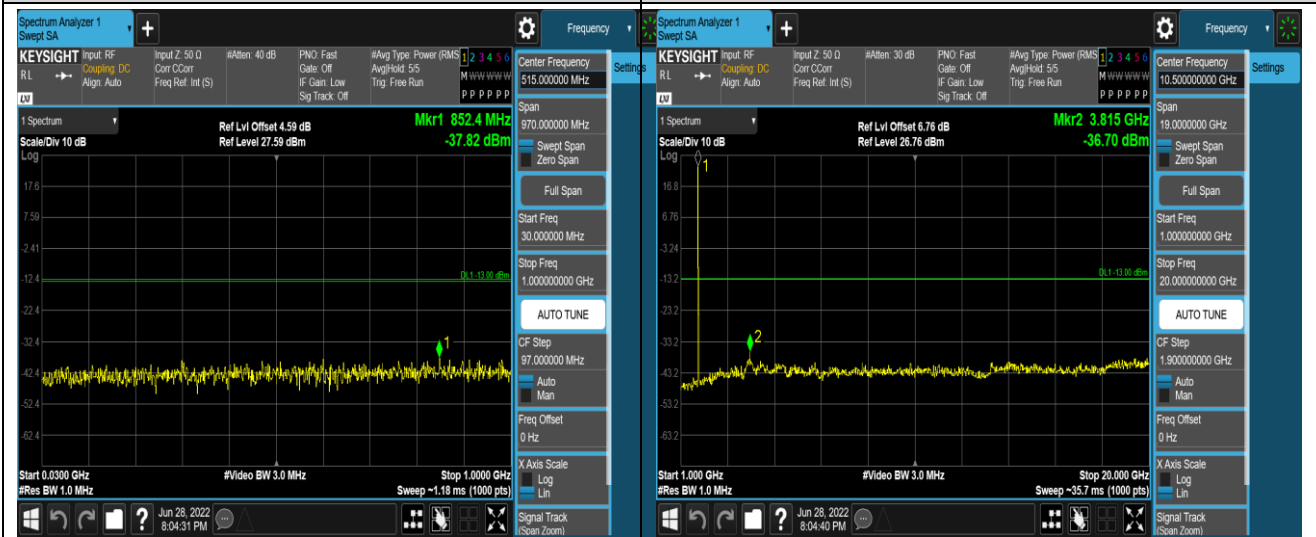 Spectrum Analyzer 1
Swept SA
+
Frequency
KEYSIGHT
RL
LXI
Input: RF
Coupling: DC
Align: Auto
Input Z: 50 Ω
Corr CCorr
Freq Ref: Int (S)
#Atten: 40 dB
PNO: Fast
Gate: Off
IF Gain: Low
Sig Track: Off
#Avg Type: Power (RMS
Avg|Hold: 5/5
Trig: Free Run
1 2 3 4 5 6
M W W W W W
P P P P P P
1 Spectrum
Scale/Div 10 dB
Log
Ref Lvl Offset 4.59 dB
Ref Level 27.59 dBm
Mkr1 852.4 MHz
-37.82 dBm
17.6
7.59
-2.41
-12.4
-22.4
-32.4
-42.4
-52.4
-62.4
DL1 -13.00 dBm
1
Start 0.0300 GHz
#Res BW 1.0 MHz
#Video BW 3.0 MHz
Stop 1.0000 GHz
Sweep ~1.18 ms (1000 pts)
Center Frequency
515.000000 MHz
Span
970.000000 MHz
Swept Span
Zero Span
Full Span
Start Freq
30.000000 MHz
Stop Freq
1.000000000 GHz
AUTO TUNE
CF Step
97.000000 MHz
Auto
Man
Freq Offset
0 Hz
X Axis Scale
Log
Lin
Signal Track
(Span Zoom)
Settings
?
Jun 28, 2022
8:04:31 PM
Spectrum Analyzer 1
Swept SA
+
Frequency
KEYSIGHT
RL
LXI
Input: RF
Coupling: DC
Align: Auto
Input Z: 50 Ω
Corr CCorr
Freq Ref: Int (S)
#Atten: 30 dB
PNO: Fast
Gate: Off
IF Gain: Low
Sig Track: Off
#Avg Type: Power (RMS
Avg|Hold: 5/5
Trig: Free Run
1 2 3 4 5 6
M W W W W W
P P P P P P
1 Spectrum
Scale/Div 10 dB
Log
Ref Lvl Offset 6.76 dB
Ref Level 26.76 dBm
Mkr2 3.815 GHz
-36.70 dBm
1
16.8
6.76
-3.24
-13.2
-23.2
-33.2
-43.2
-53.2
-63.2
DL1 -13.00 dBm
2
Start 1.000 GHz
#Res BW 1.0 MHz
#Video BW 3.0 MHz
Stop 20.000 GHz
Sweep ~35.7 ms (1000 pts)
Center Frequency
10.500000000 GHz
Span
19.0000000 GHz
Swept Span
Zero Span
Full Span
Start Freq
1.000000000 GHz
Stop Freq
20.000000000 GHz
AUTO TUNE
CF Step
1.900000000 GHz
Auto
Man
Freq Offset
0 Hz
X Axis Scale
Log
Lin
Signal Track
(Span Zoom)
Settings
?
Jun 28, 2022
8:04:40 PM